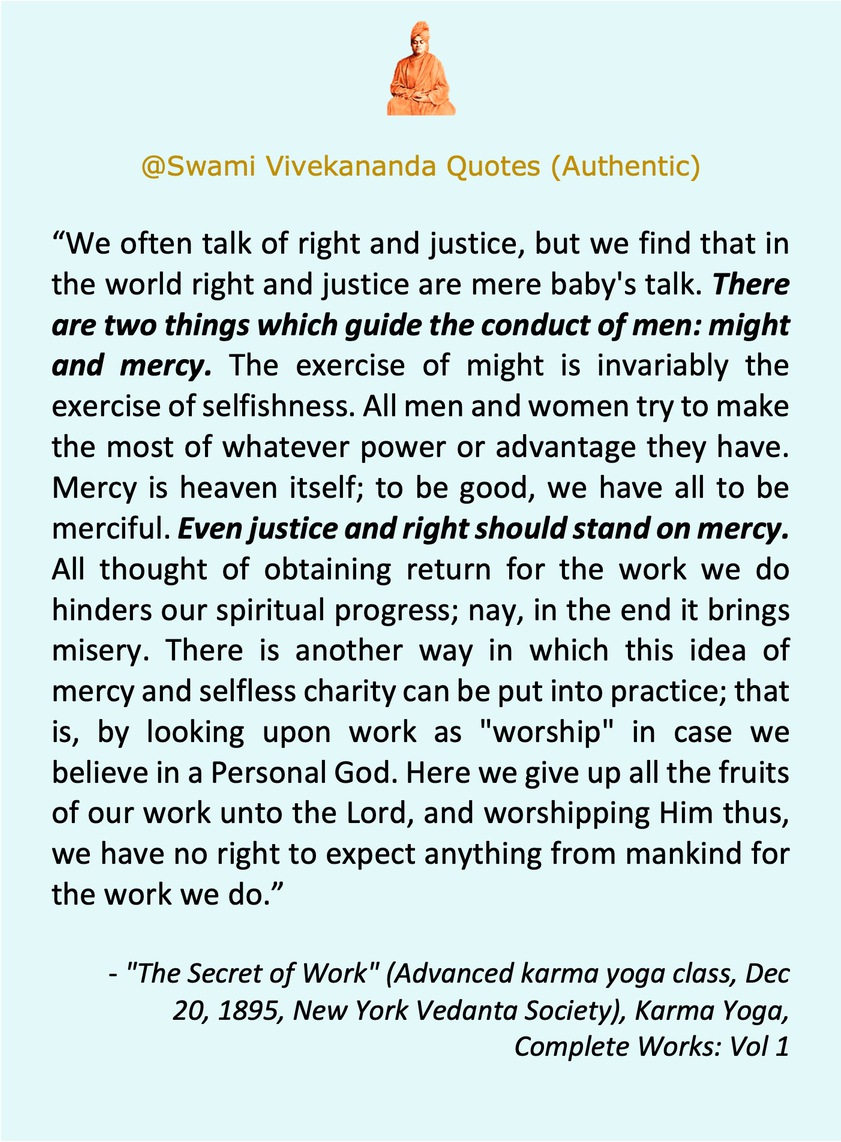 @Swami Vivekananda Quotes (Authentic)
“We often talk of right and justice, but we find that in
the world right and justice are mere baby's talk. There
are two things which guide the conduct of men: might
and mercy. The exercise of might is invariably the
exercise of selfishness. All men and women try to make
the most of whatever power or advantage they have.
Mercy is heaven itself; to be good, we have all to be
merciful. Even justice and right should stand on mercy.
All thought of obtaining return for the work we do
hinders our spiritual progress; nay, in the end it brings
misery. There is another way in which this idea of
mercy and selfless charity can be put into practice; that
is, by looking upon work as "worship" in case we
believe in a Personal God. Here we give up all the fruits
of our work unto the Lord, and worshipping Him thus,
we have no right to expect anything from mankind for
the work we do.”
- "The Secret of Work" (Advanced karma yoga class, Dec
20, 1895, New York Vedanta Society), Karma Yoga,
Complete Works: Vol 1